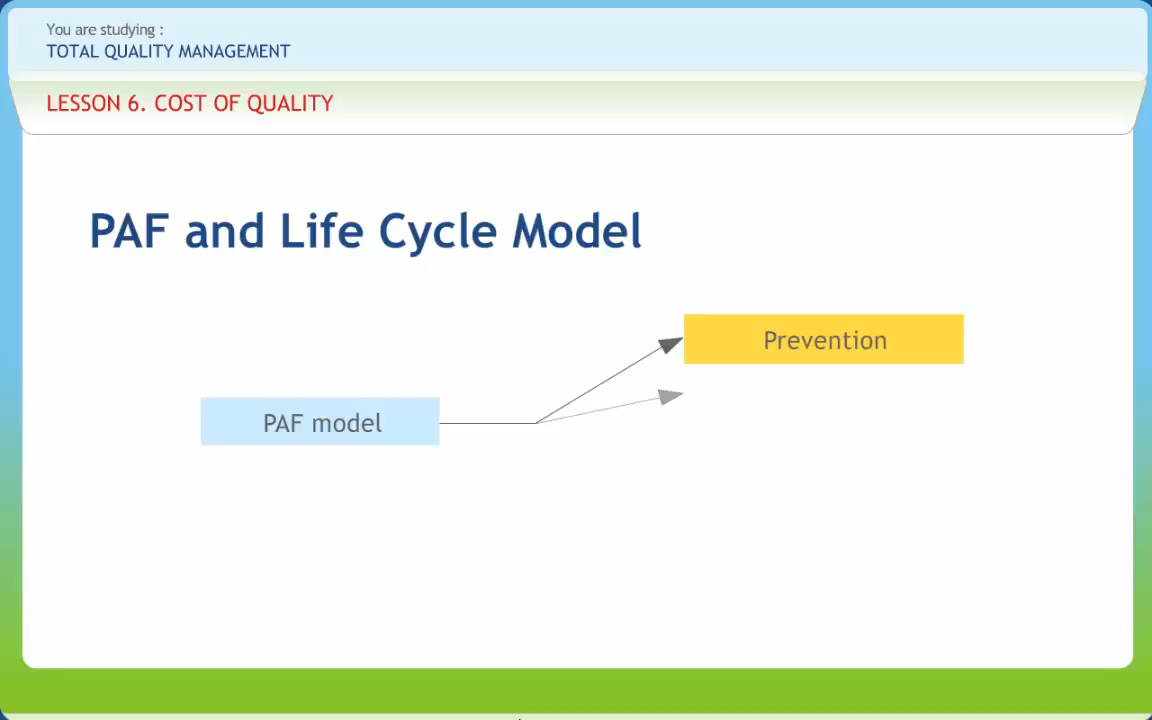 You are studying :
TOTAL QUALITY MANAGEMENT
LESSON 6. COST OF QUALITY
PAF and Life Cycle Model
Prevention
PAF model